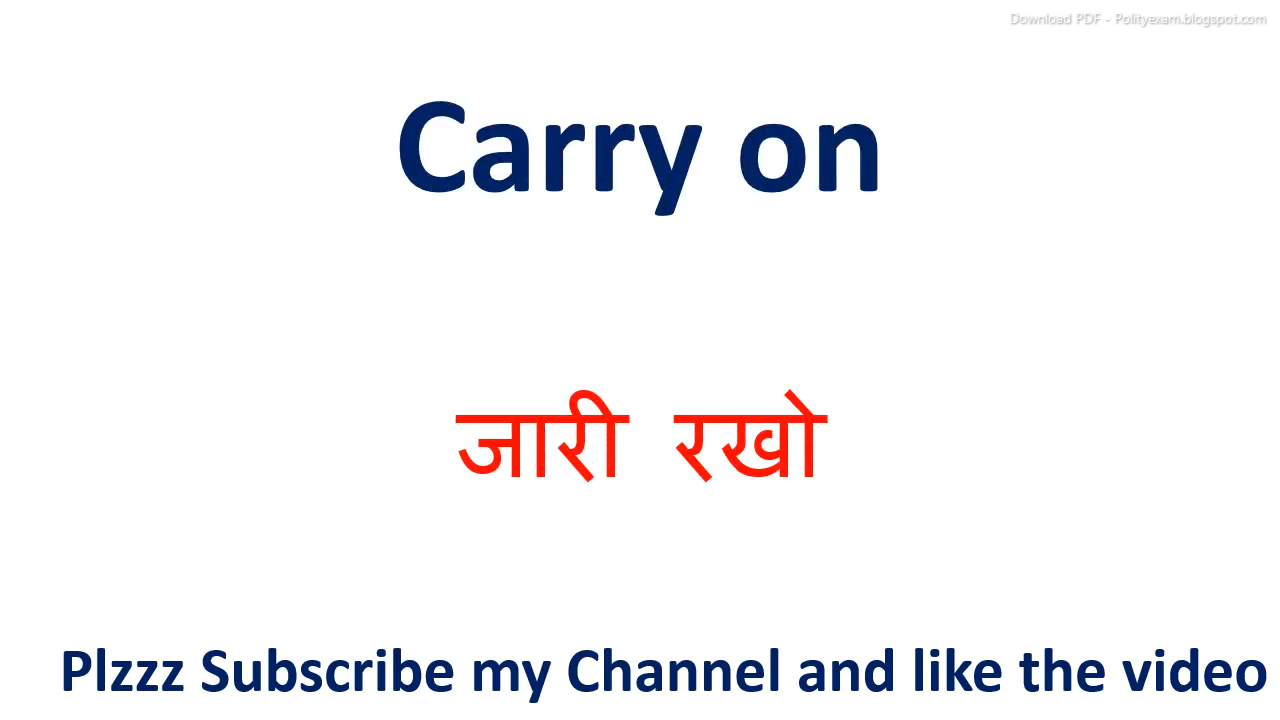 Download PDF - Polityexam.blogspot.com
Carry on
जारी रखो
Plzzz Subscribe my Channel and like the video